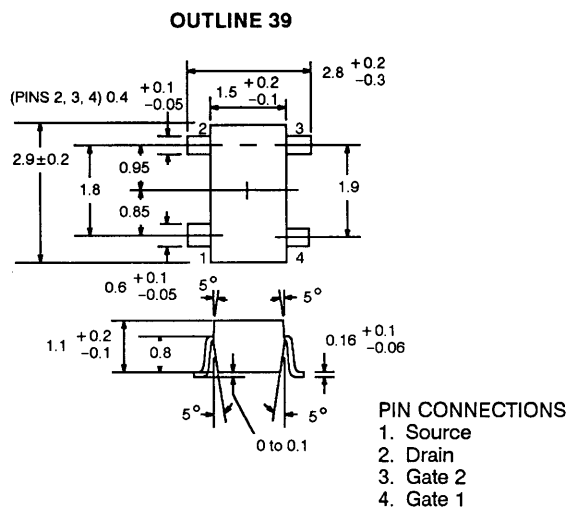 OUTLINE 39
2.8 +0.2 −0.3
1.5 +0.2 −0.1
(PINS 2, 3, 4) 0.4 +0.1 −0.05
2 3
2.9±0.2
0.95
1.8
1.9
0.85
1 4
0.6 +0.1 −0.05
5° 5°
1.1 +0.2 −0.1
0.8
0.16 +0.1 −0.06
5° 5°
0 to 0.1
PIN CONNECTIONS
1. Source
2. Drain
3. Gate 2
4. Gate 1